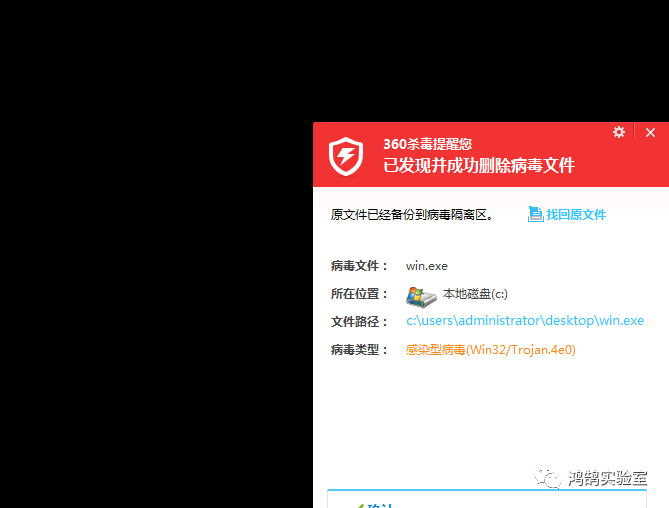 360杀毒提醒您
已发现并成功删除病毒文件
原文件已经备份到病毒隔离区。 找回原文件
病毒文件： win.exe
所在位置： 本地磁盘(c:)
文件路径： c:\users\administrator\desktop\win.exe
病毒类型： 感染型病毒(Win32/Trojan.4e0)
鸿鹄实验室